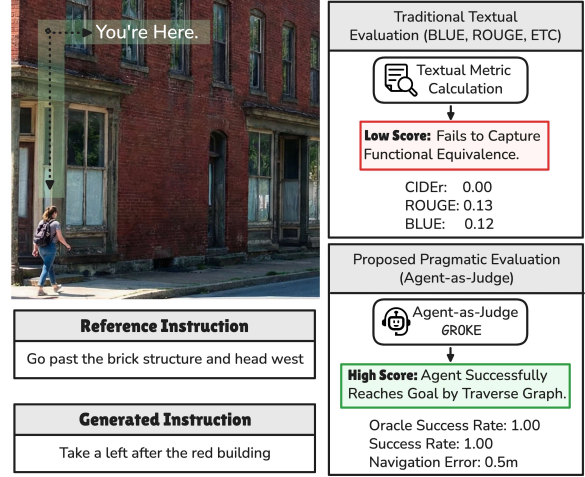 You're Here.
Reference Instruction
Go past the brick structure and head west
Generated Instruction
Take a left after the red building
Traditional Textual
Evaluation (BLUE, ROUGE, ETC)
Textual Metric
Calculation
Low Score: Fails to Capture
Functional Equivalence.
CIDEr: 0.00
ROUGE: 0.13
BLUE: 0.12
Proposed Pragmatic Evaluation
(Agent-as-Judge)
Agent-as-Judge
GROKE
High Score: Agent Successfully
Reaches Goal by Traverse Graph.
Oracle Success Rate: 1.00
Success Rate: 1.00
Navigation Error: 0.5m